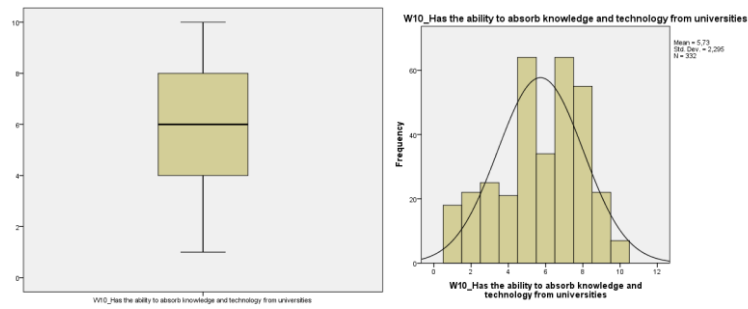 10
8
6
4
2
0
W10_Has the ability to absorb knowledge and technology from universities
W10_Has the ability to absorb knowledge and technology from universities
Mean = 5,73
Std. Dev. = 2,295
N = 332
Frequency
60
40
20
0
0 2 4 6 8 10 12
W10_Has the ability to absorb knowledge and
technology from universities